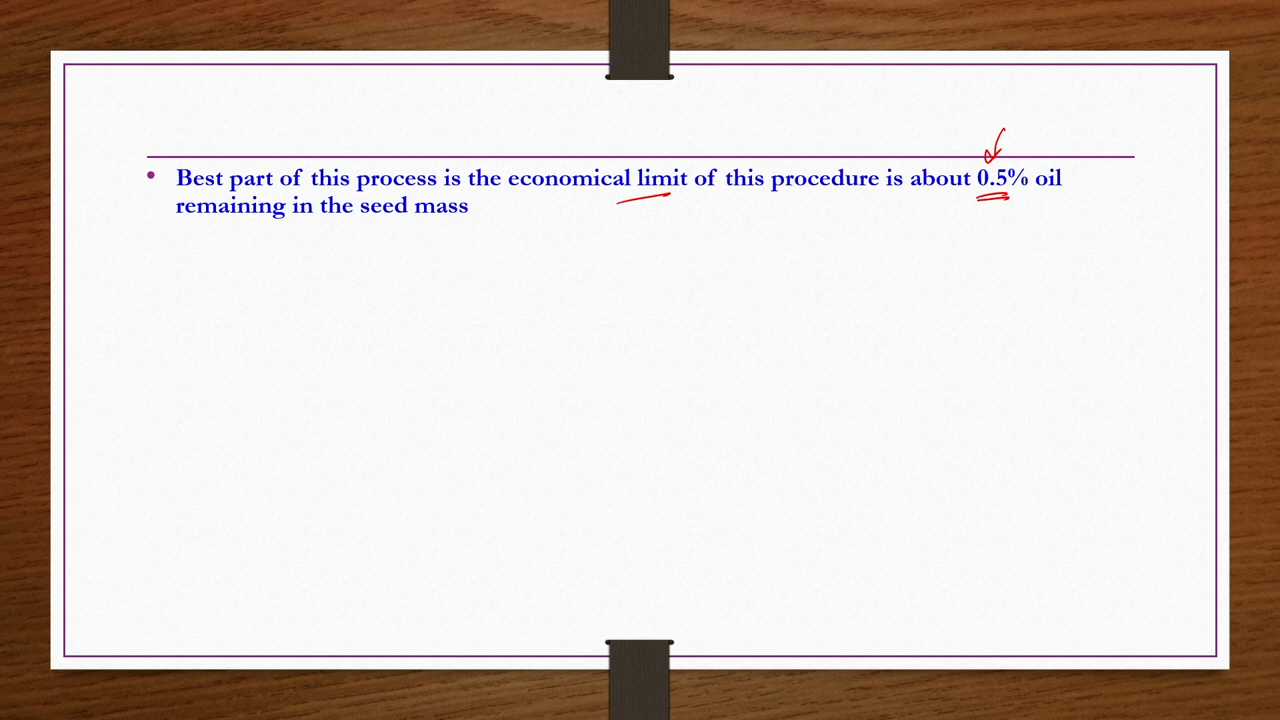 • Best part of this process is the economical limit of this procedure is about 0.5% oil
remaining in the seed mass